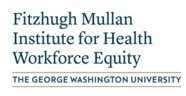 Fitzhugh Mullan
Institute for Health
Workforce Equity
THE GEORGE WASHINGTON UNIVERSITY